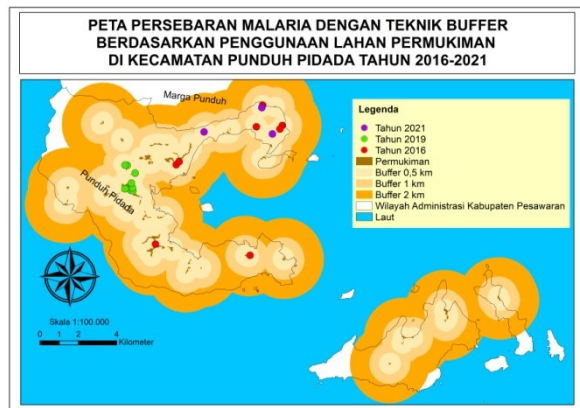 PETA PERSEBARAN MALARIA DENGAN TEKNIK BUFFER
BERDASARKAN PENGGUNAAN LAHAN PERMUKIMAN
DI KECAMATAN PUNDUH PIDADA TAHUN 2016-2021
Marga Punduh
Punduh Pidada
Legenda
Tahun 2021
Tahun 2019
Tahun 2016
Permukiman
Buffer 0,5 km
Buffer 1 km
Buffer 2 km
Wilayah Administrasi Kabupaten Pesawaran
Laut
Skala 1:100.000
0 1 2 4
Kilometer